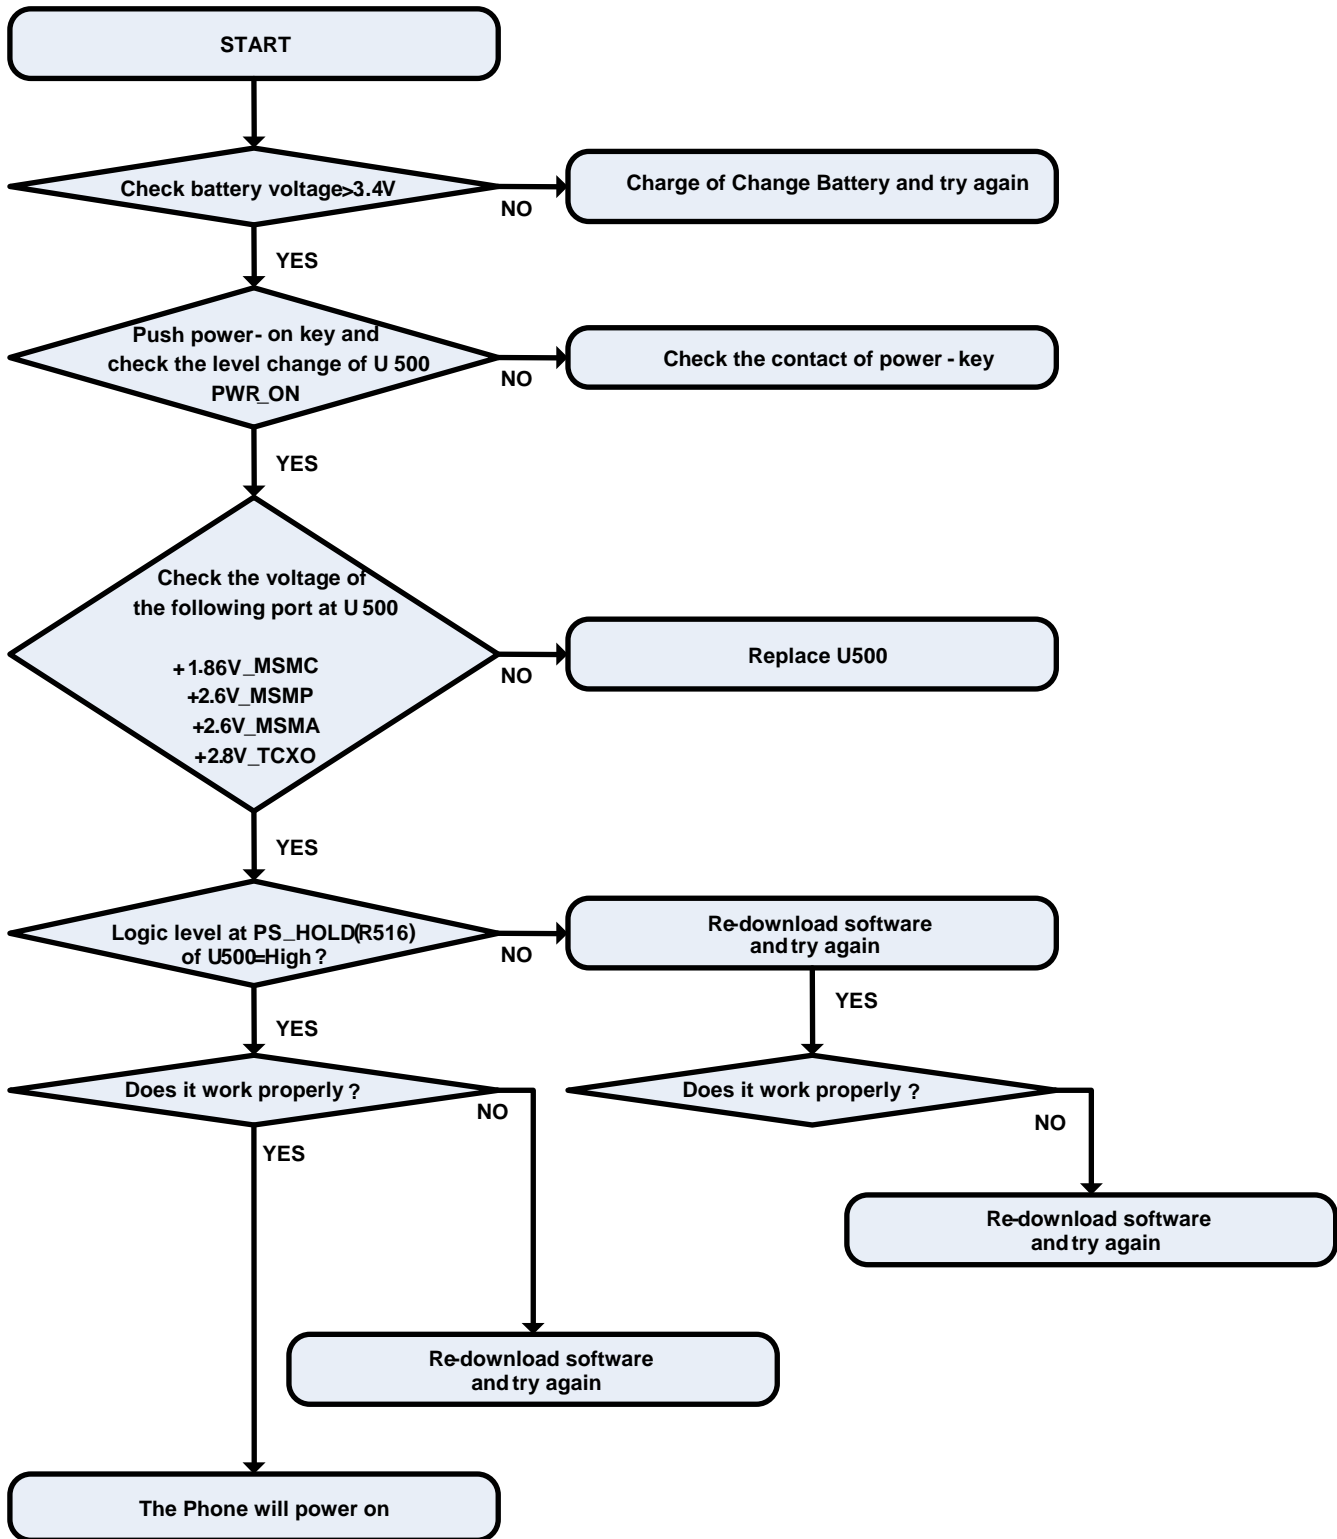 START
Check battery voltage>3.4V
NO
Charge of Change Battery and try again
YES
Push power- on key and
check the level change of U 500
PWR_ON
NO
Check the contact of power - key
YES
Check the voltage of
the following port at U 500
+1.86V_MSMC
+2.6V_MSMP
+2.6V_MSMA
+2.8V_TCXO
NO
Replace U500
YES
Logic level at PS_HOLD(R516)
of U500=High ?
NO
Re-download software
and try again
YES
YES
Does it work properly ?
NO
Does it work properly ?
NO
YES
Re-download software
and try again
Re-download software
and try again
The Phone will power on